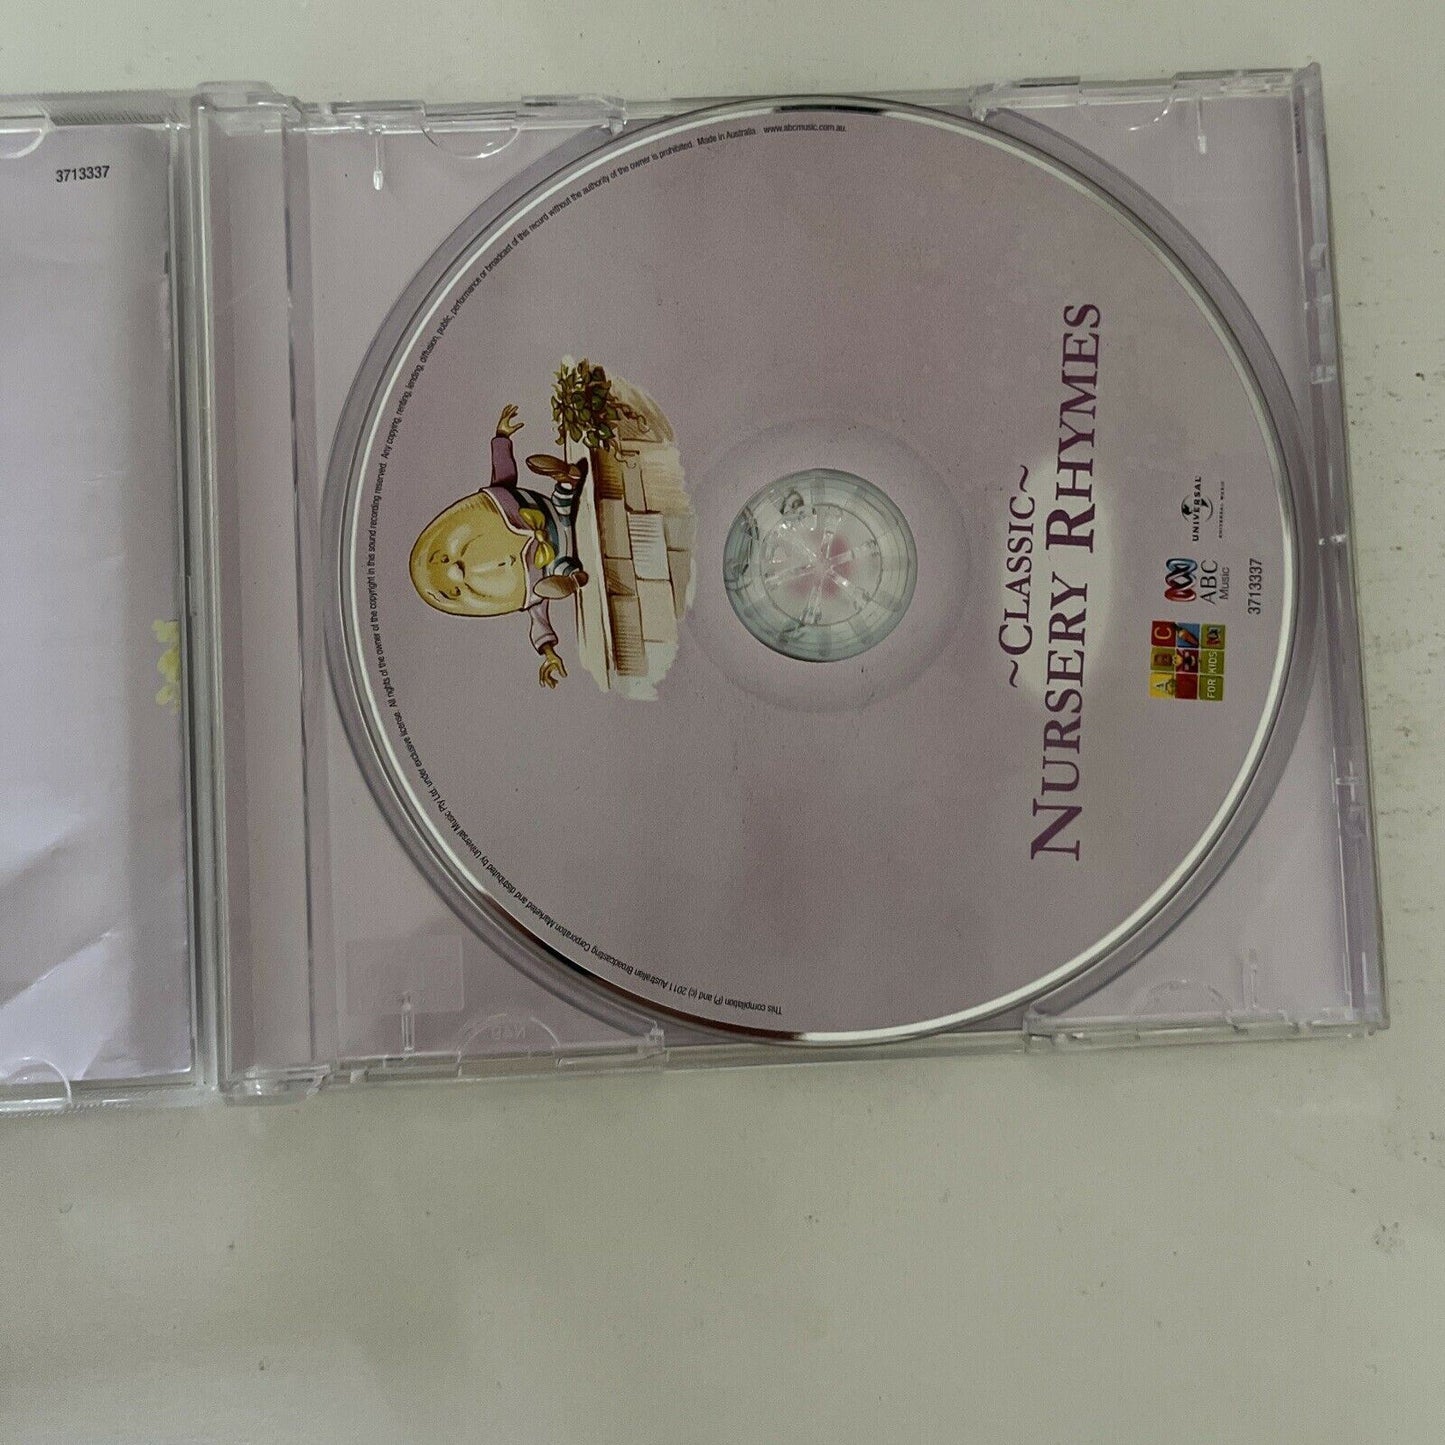 3713337
~CLASSIC~
NURSERY RHYMES
A B C
FOR KIDS
ABC
Music
UNIVERSAL
UNIVERSAL MUSIC
3713337
This compilation (P) and (c) 2011 Australian Broadcasting Corporation.Marketed and distributed by Universal Music Pty Ltd. under exclusive license. All rights of the owner of the copyright in this sound recording reserved. Any copying, renting, lending, diffusion, public, performance or broadcast of this record without the authority of the owner is prohibited. Made in Australia. www.abcmusic.com.au.